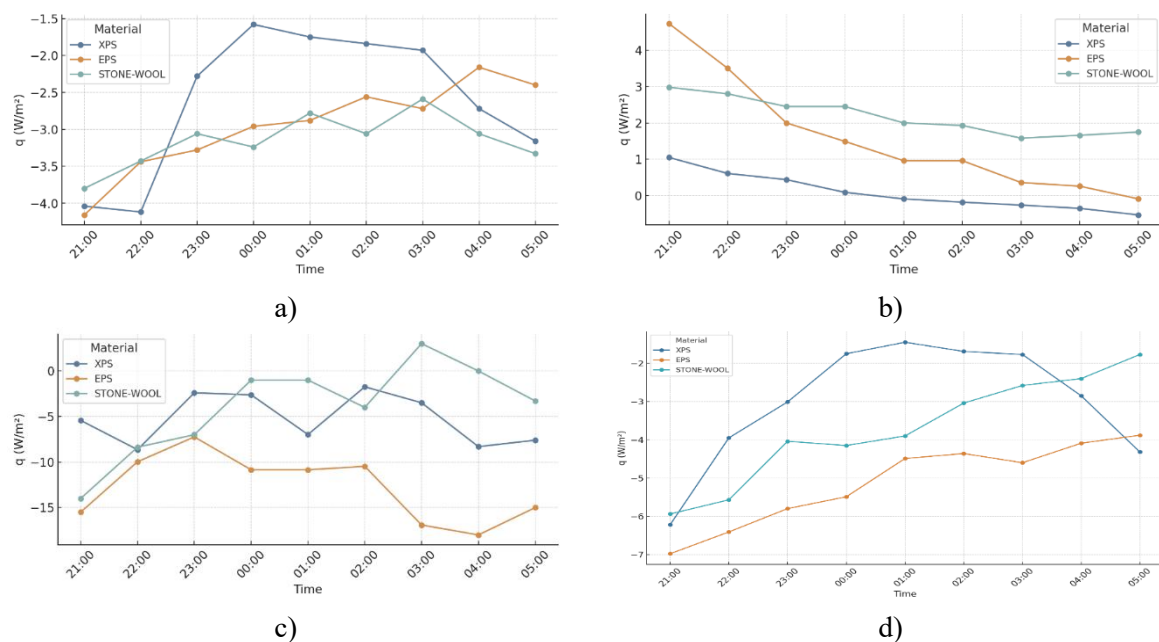 Material
XPS
EPS
STONE-WOOL
q (W/m²)
−1.5
−2.0
−2.5
−3.0
−3.5
−4.0
21:00 22:00 23:00 00:00 01:00 02:00 03:00 04:00 05:00
Time
a)
Material
XPS
EPS
STONE-WOOL
q (W/m²)
4
3
2
1
0
21:00 22:00 23:00 00:00 01:00 02:00 03:00 04:00 05:00
Time
b)
Material
XPS
EPS
STONE-WOOL
q (W/m²)
0
−5
−10
−15
21:00 22:00 23:00 00:00 01:00 02:00 03:00 04:00 05:00
Time
c)
Material
XPS
EPS
STONE-WOOL
q (W/m²)
−2
−3
−4
−5
−6
−7
21:00 22:00 23:00 00:00 01:00 02:00 03:00 04:00 05:00
Time
d)